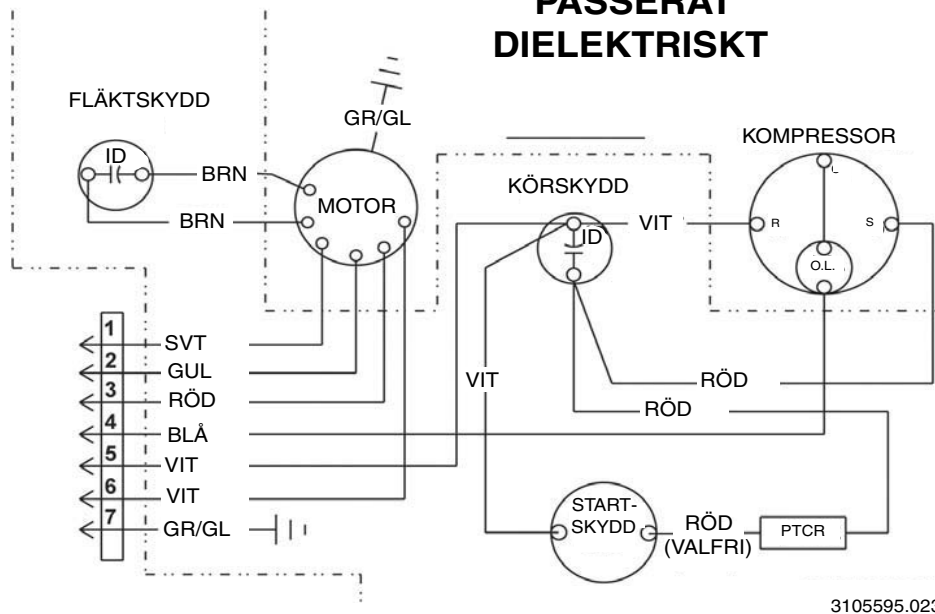 PASSERAT
DIELEKTRISKT
FLÄKTSKYDD
ID
BRN
BRN
GR/GL
MOTOR
KÖRSKYDD
ID
VIT
KOMPRESSOR
R
S
O.L.
1
SVT
2
GUL
3
RÖD
4
BLÅ
5
VIT
6
VIT
7
GR/GL
VIT
RÖD
RÖD
START-
SKYDD
RÖD
(VALFRI)
PTCR